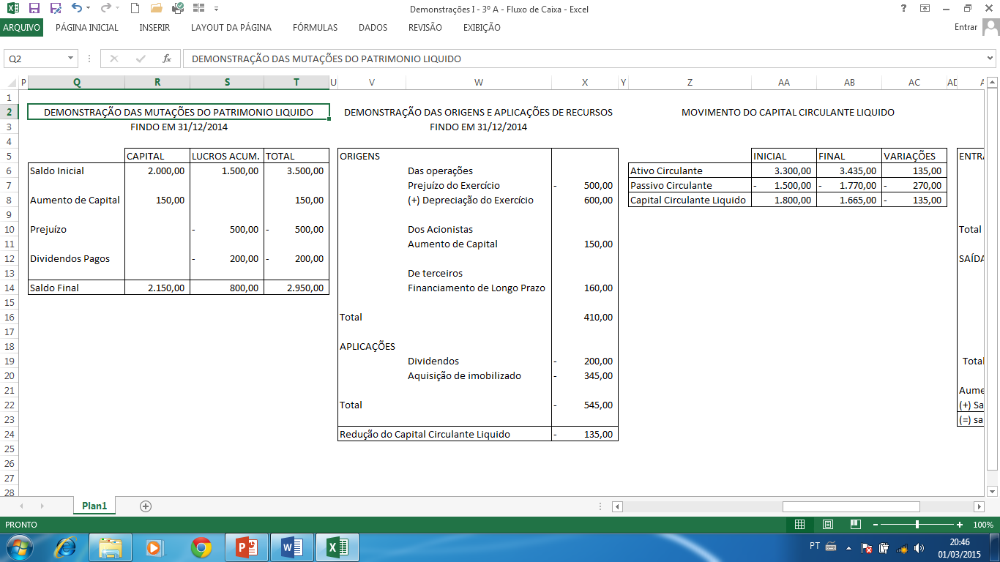 Demonstrações I - 3º A - Fluxo de Caixa - Excel
ARQUIVO PÁGINA INICIAL INSERIR LAYOUT DA PÁGINA FÓRMULAS DADOS REVISÃO EXIBIÇÃO Entrar
Q2 fx DEMONSTRAÇÃO DAS MUTAÇÕES DO PATRIMONIO LIQUIDO
P Q R S T U V W X Y Z AA AB AC AD
1
2 DEMONSTRAÇÃO DAS MUTAÇÕES DO PATRIMONIO LIQUIDO DEMONSTRAÇÃO DAS ORIGENS E APLICAÇÕES DE RECURSOS MOVIMENTO DO CAPITAL CIRCULANTE LIQUIDO
3 FINDO EM 31/12/2014 FINDO EM 31/12/2014
4
5 CAPITAL LUCROS ACUM. TOTAL ORIGENS INICIAL FINAL VARIAÇÕES ENTRA
6 Saldo Inicial 2.000,00 1.500,00 3.500,00 Das operações Ativo Circulante 3.300,00 3.435,00 135,00
7 Prejuízo do Exercício - 500,00 Passivo Circulante - 1.500,00 - 1.770,00 - 270,00
8 Aumento de Capital 150,00 150,00 (+) Depreciação do Exercício 600,00 Capital Circulante Liquido 1.800,00 1.665,00 - 135,00
9
10 Prejuízo - 500,00 - 500,00 Dos Acionistas Total
11 Aumento de Capital 150,00
12 Dividendos Pagos - 200,00 - 200,00 SAÍDA
13 De terceiros
14 Saldo Final 2.150,00 800,00 2.950,00 Financiamento de Longo Prazo 160,00
15
16 Total 410,00
17
18 APLICAÇÕES
19 Dividendos - 200,00 Total
20 Aquisição de imobilizado - 345,00
21 Aume
22 Total - 545,00 (+) Sa
23 (=) sa
24 Redução do Capital Circulante Liquido - 135,00
25
26
27
28
Plan1
PRONTO 100%
PT 20:46
01/03/2015